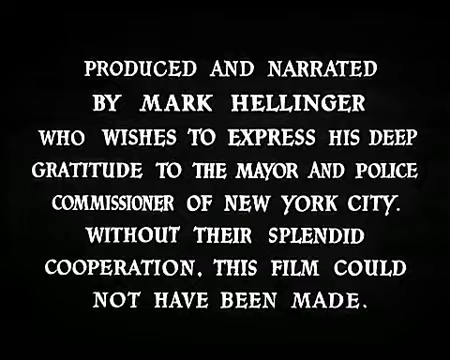 PRODUCED AND NARRATED
BY MARK HELLINGER
WHO WISHES TO EXPRESS HIS DEEP
GRATITUDE TO THE MAYOR AND POLICE
COMMISSIONER OF NEW YORK CITY.
WITHOUT THEIR SPLENDID
COOPERATION, THIS FILM COULD
NOT HAVE BEEN MADE.